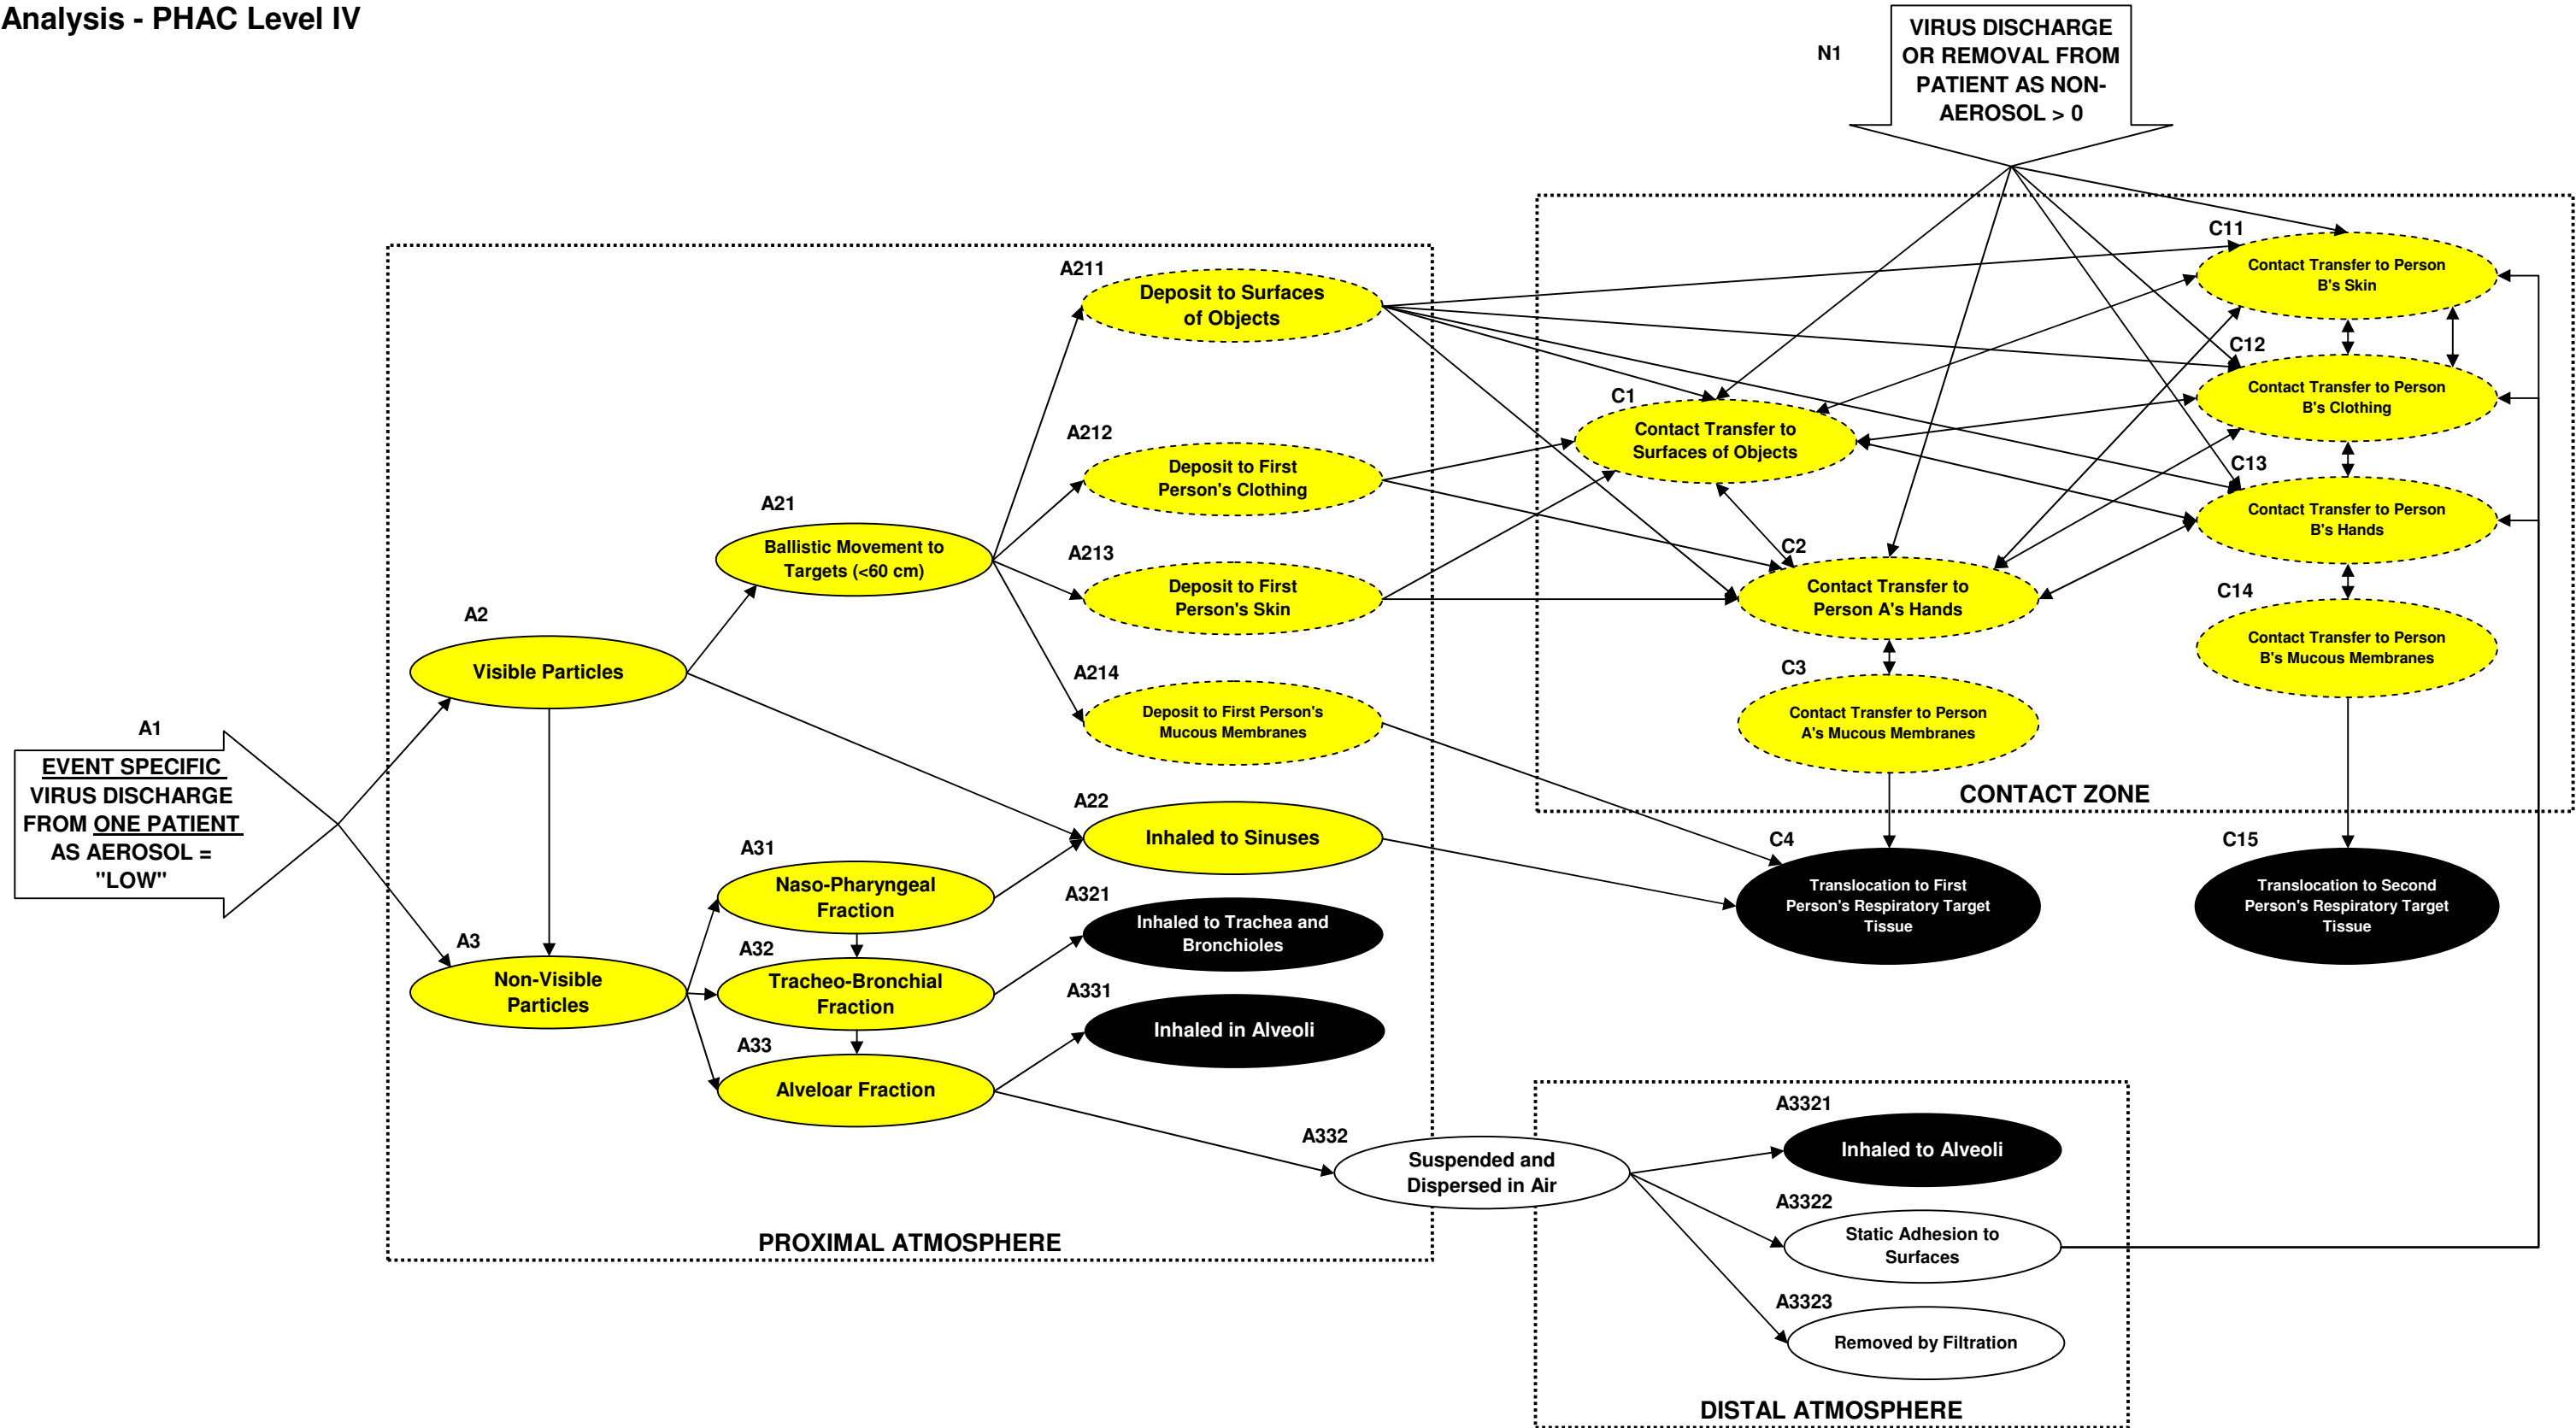 Analysis - PHAC Level IV
N1
VIRUS DISCHARGE
OR REMOVAL FROM
PATIENT AS NON-
AEROSOL > 0
A1
EVENT SPECIFIC
VIRUS DISCHARGE
FROM ONE PATIENT
AS AEROSOL =
"LOW"
A2
Visible Particles
A3
Non-Visible
Particles
A21
Ballistic Movement to
Targets (<60 cm)
A31
Naso-Pharyngeal
Fraction
A32
Tracheo-Bronchial
Fraction
A33
Alveloar Fraction
A211
Deposit to Surfaces
of Objects
A212
Deposit to First
Person's Clothing
A213
Deposit to First
Person's Skin
A214
Deposit to First Person's
Mucous Membranes
A22
Inhaled to Sinuses
A321
Inhaled to Trachea and
Bronchioles
A331
Inhaled in Alveoli
A332
Suspended and
Dispersed in Air
PROXIMAL ATMOSPHERE
C1
Contact Transfer to
Surfaces of Objects
C2
Contact Transfer to
Person A's Hands
C3
Contact Transfer to Person
A's Mucous Membranes
C11
Contact Transfer to Person
B's Skin
C12
Contact Transfer to Person
B's Clothing
C13
Contact Transfer to Person
B's Hands
C14
Contact Transfer to Person
B's Mucous Membranes
CONTACT ZONE
C4
Translocation to First
Person's Respiratory Target
Tissue
C15
Translocation to Second
Person's Respiratory Target
Tissue
A3321
Inhaled to Alveoli
A3322
Static Adhesion to
Surfaces
A3323
Removed by Filtration
DISTAL ATMOSPHERE